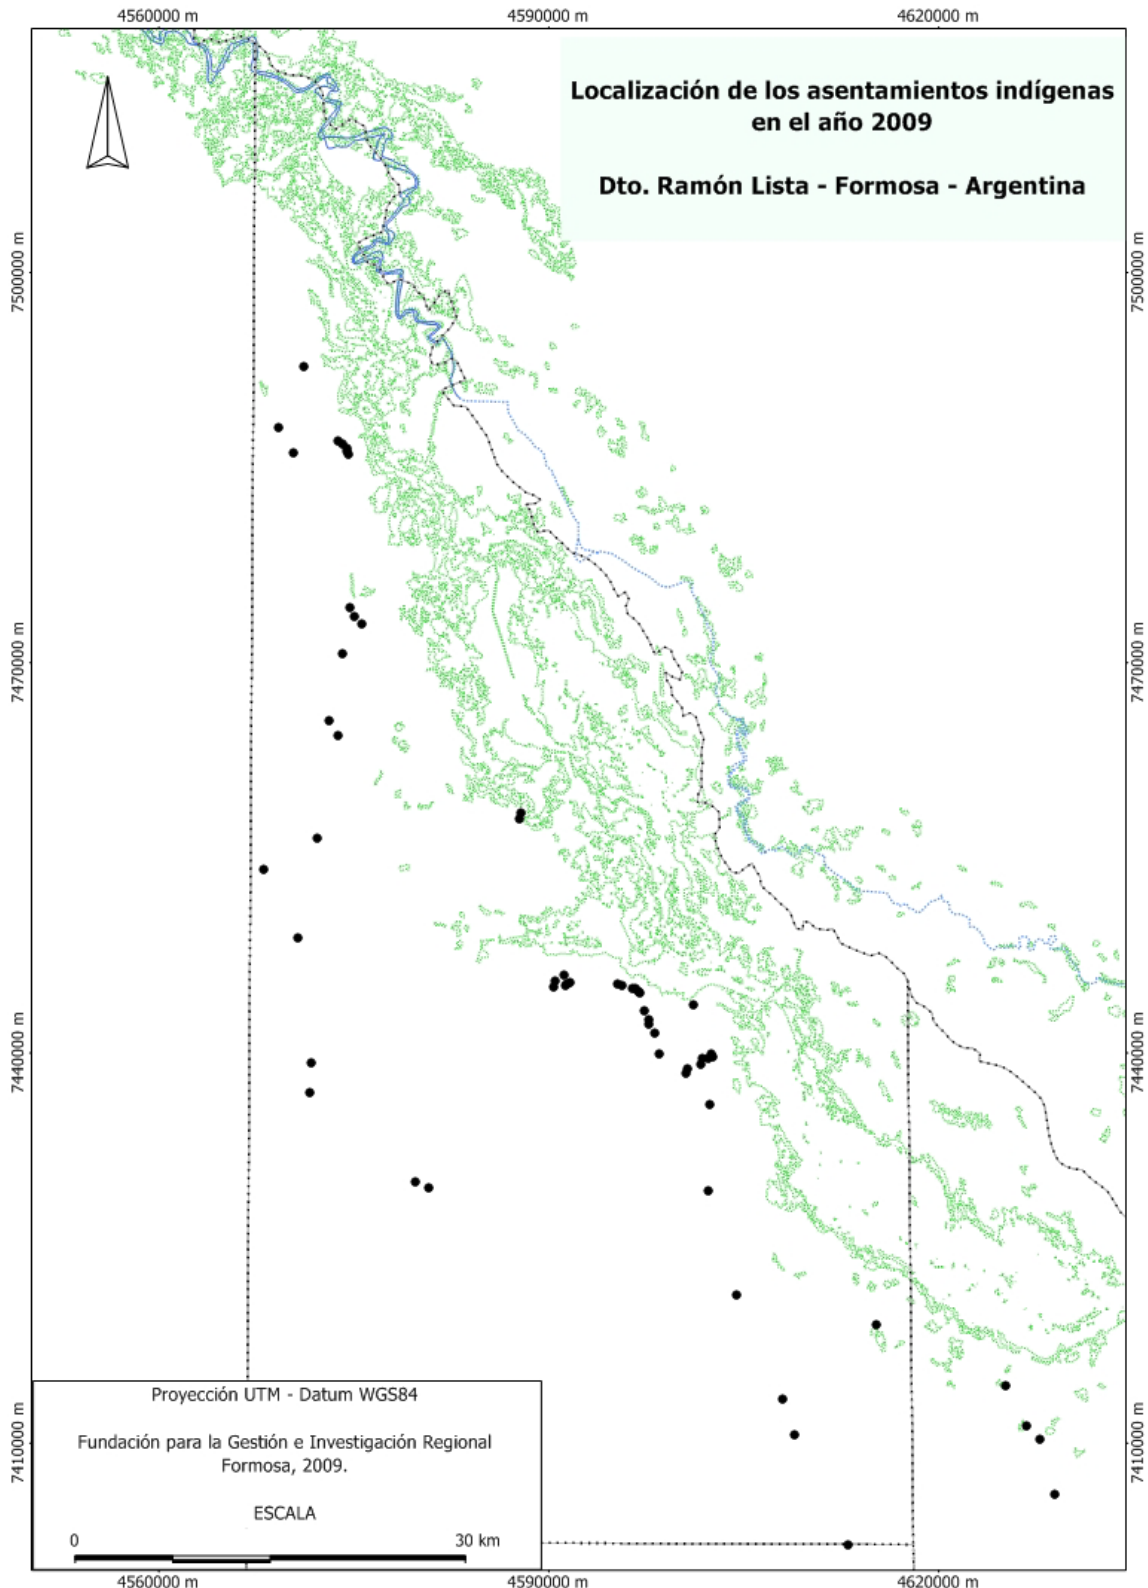 4560000 m
4590000 m
4620000 m
Localización de los asentamientos indígenas
en el año 2009
Dto. Ramón Lista - Formosa - Argentina
7500000 m
7500000 m
7470000 m
7470000 m
7440000 m
7440000 m
7410000 m
7410000 m
Proyección UTM - Datum WGS84
Fundación para la Gestión e Investigación Regional
Formosa, 2009.
ESCALA
0
30 km
4560000 m
4590000 m
4620000 m